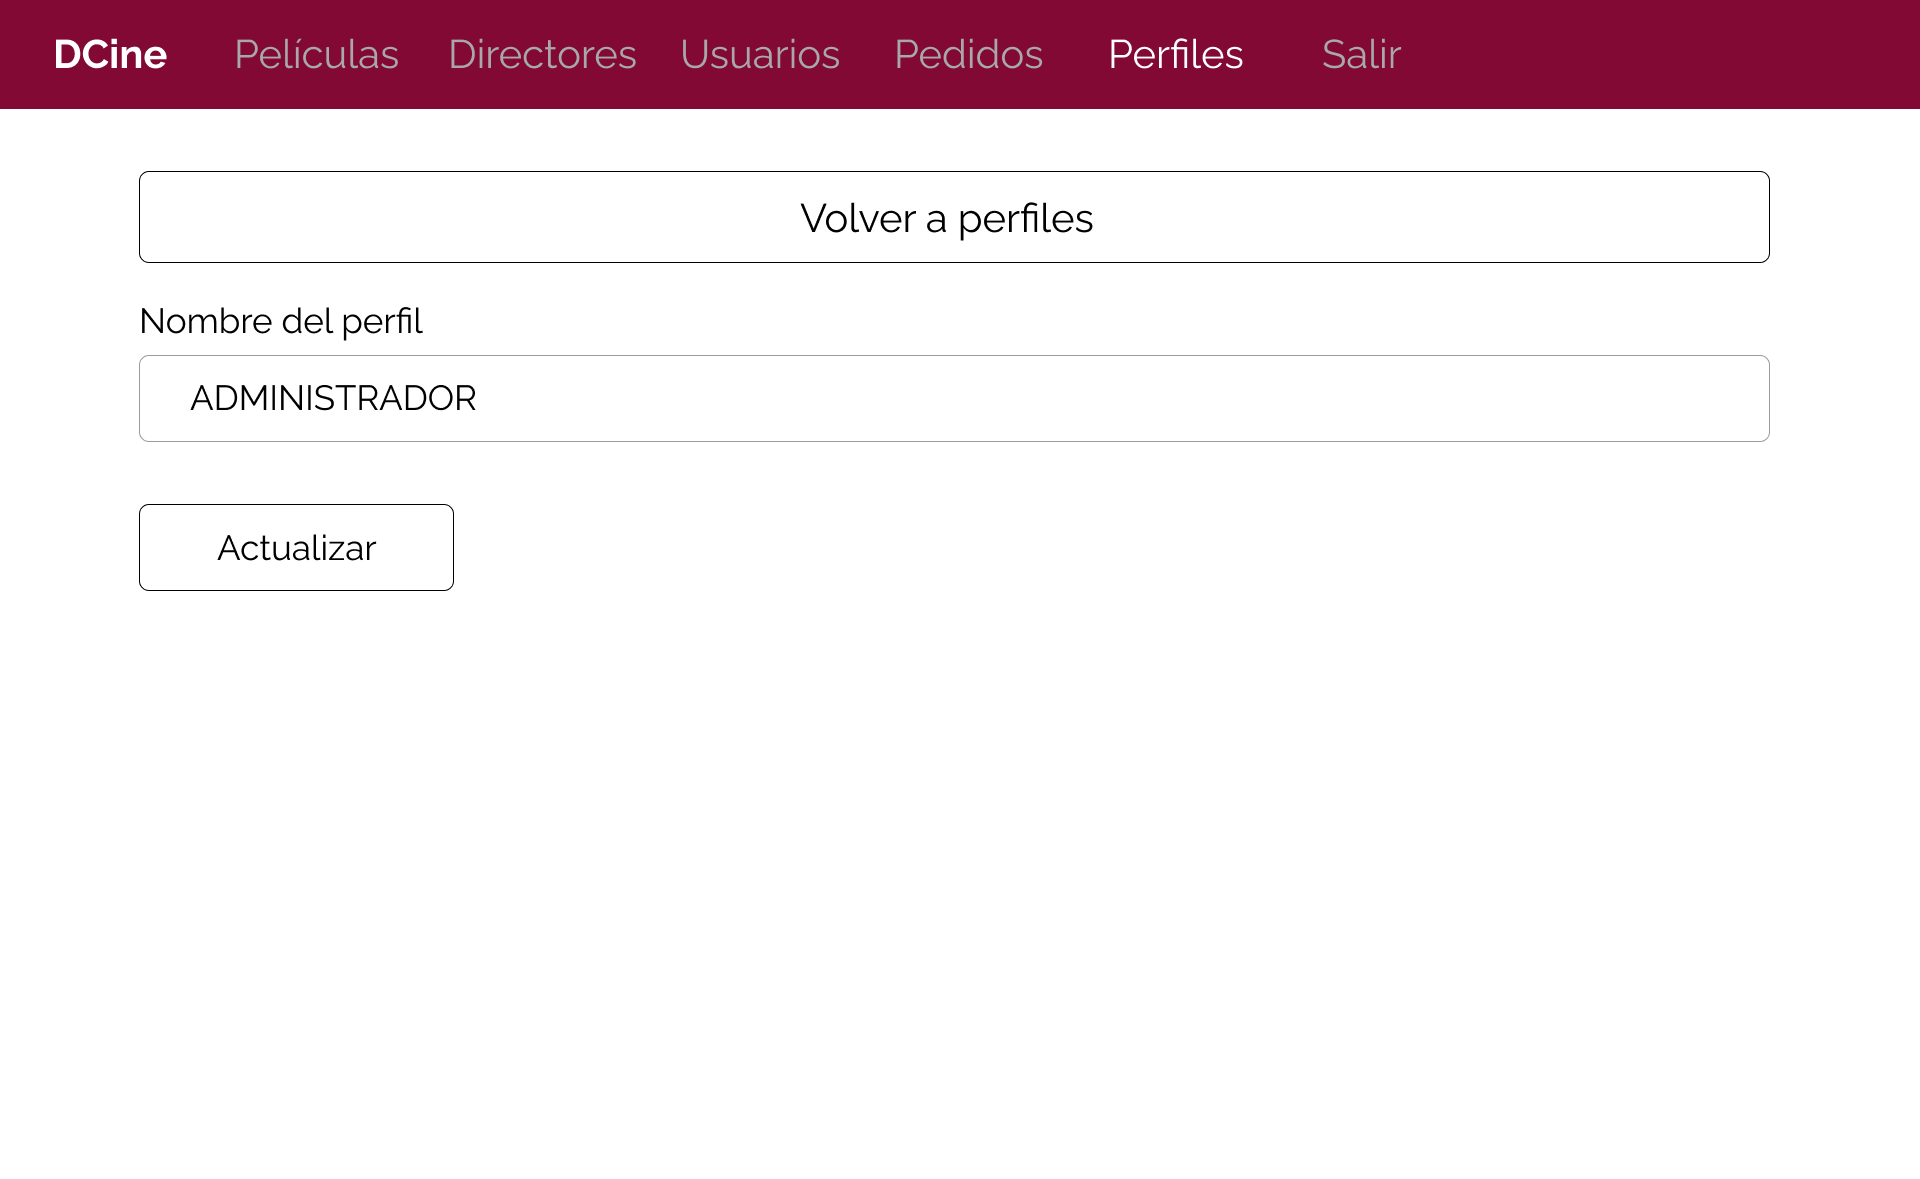 DCine Películas Directores Usuarios Pedidos Perfiles Salir
Volver a perfiles
Nombre del perfil
ADMINISTRADOR
Actualizar